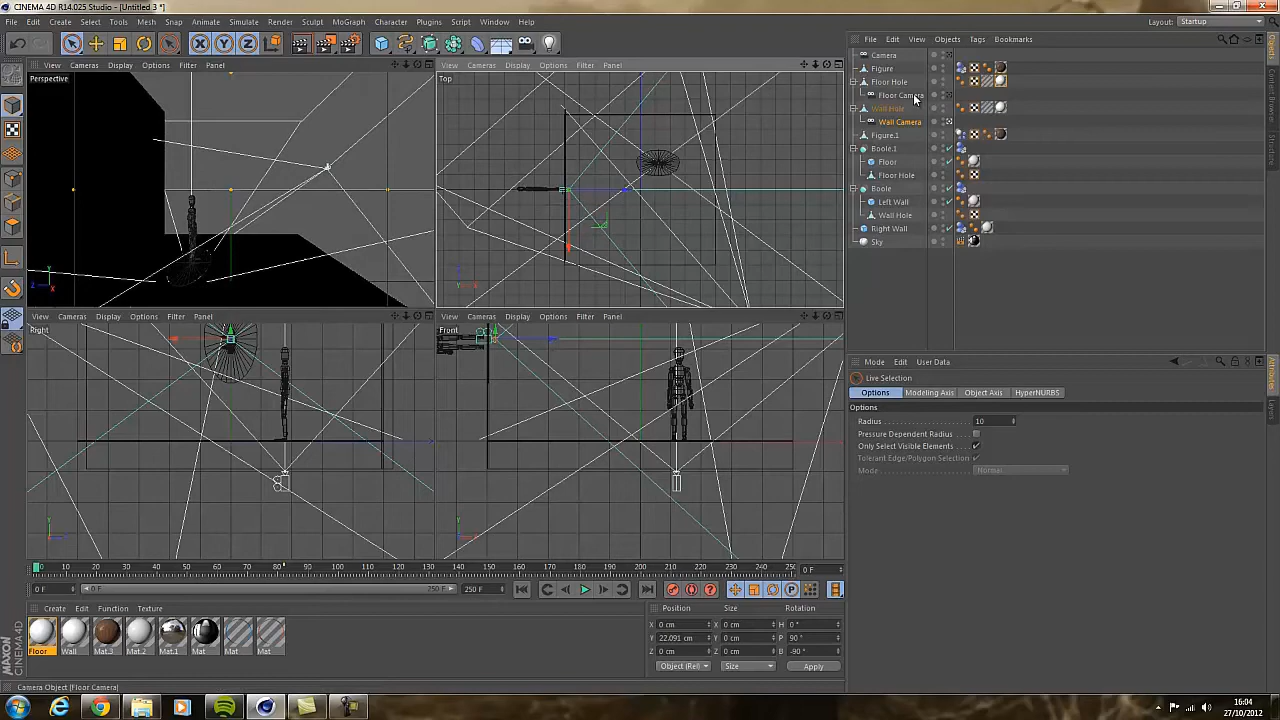 CINEMA 4D R14.025 Studio - [Untitled 3 *]
File Edit Create Select Tools Mesh Snap Animate Simulate Render Sculpt MoGraph Character Plugins Script Window Help
Layout: Startup
View Cameras Display Options Filter Panel
Perspective
View Cameras Display Options Filter Panel
Top
View Cameras Display Options Filter Panel
Right
View Cameras Display Options Filter Panel
Front
File Edit View Objects Tags Bookmarks
Camera
Figure
Floor Hole
Floor Camera
Wall Hole
Wall Camera
Figure.1
Boole.1
Floor
Floor Hole
Boole
Left Wall
Wall Hole
Right Wall
Sky
Objects
Content Browser
Structure
Mode Edit User Data
Live Selection
Options Modeling Axis Object Axis HyperNURBS
Options
Radius 10
Pressure Dependent Radius
Only Select Visible Elements
Tolerant Edge/Polygon Selection
Mode Normal
Attributes
Layers
0 10 20 30 40 50 60 70 80 90 100 110 120 130 140 150 160 170 180 190 200 210 220 230 240 250 0 F
0 F 0 F 250 F 250 F
Create Edit Function Texture
Floor Wall Mat.3 Mat.2 Mat.1 Mat Mat Mat
Position Size Rotation
X 0 cm X 0 cm H 0 °
Y 22.091 cm Y 0 cm P 90 °
Z 0 cm Z 0 cm B -90 °
Object (Rel) Size Apply
MAXON CINEMA 4D
Camera Object [Floor Camera]
16:04
27/10/2012